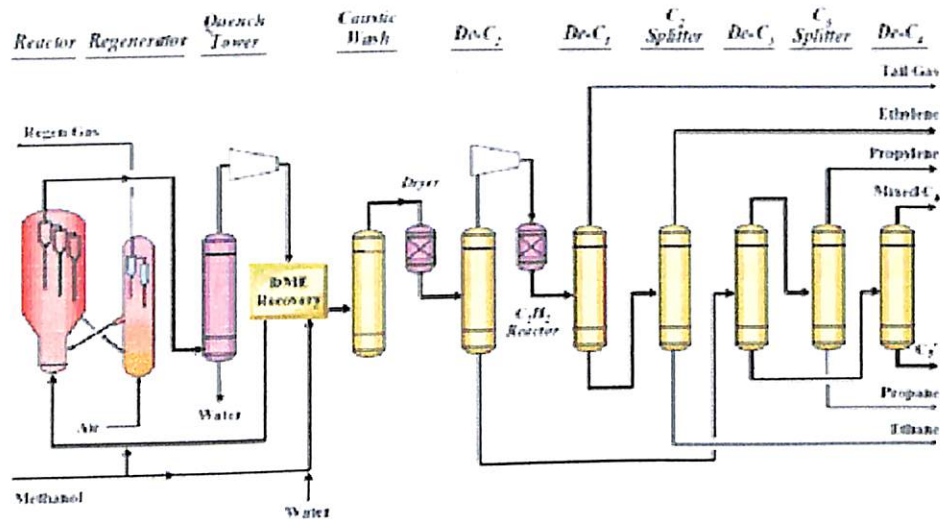 Reactor
Regenerator
Quench
Tower
Caustic
Wash
De-C₂
De-C₁
C₂
Splitter
De-C₃
C₃
Splitter
De-C₄
Tail Gas
Ethylene
Propylene
Mixed-C₄
Regen Gas
Dryer
DME
Recovery
C₂H₂
Reactor
C₅⁺
Propane
Ethane
Water
Air
Methanol
Water